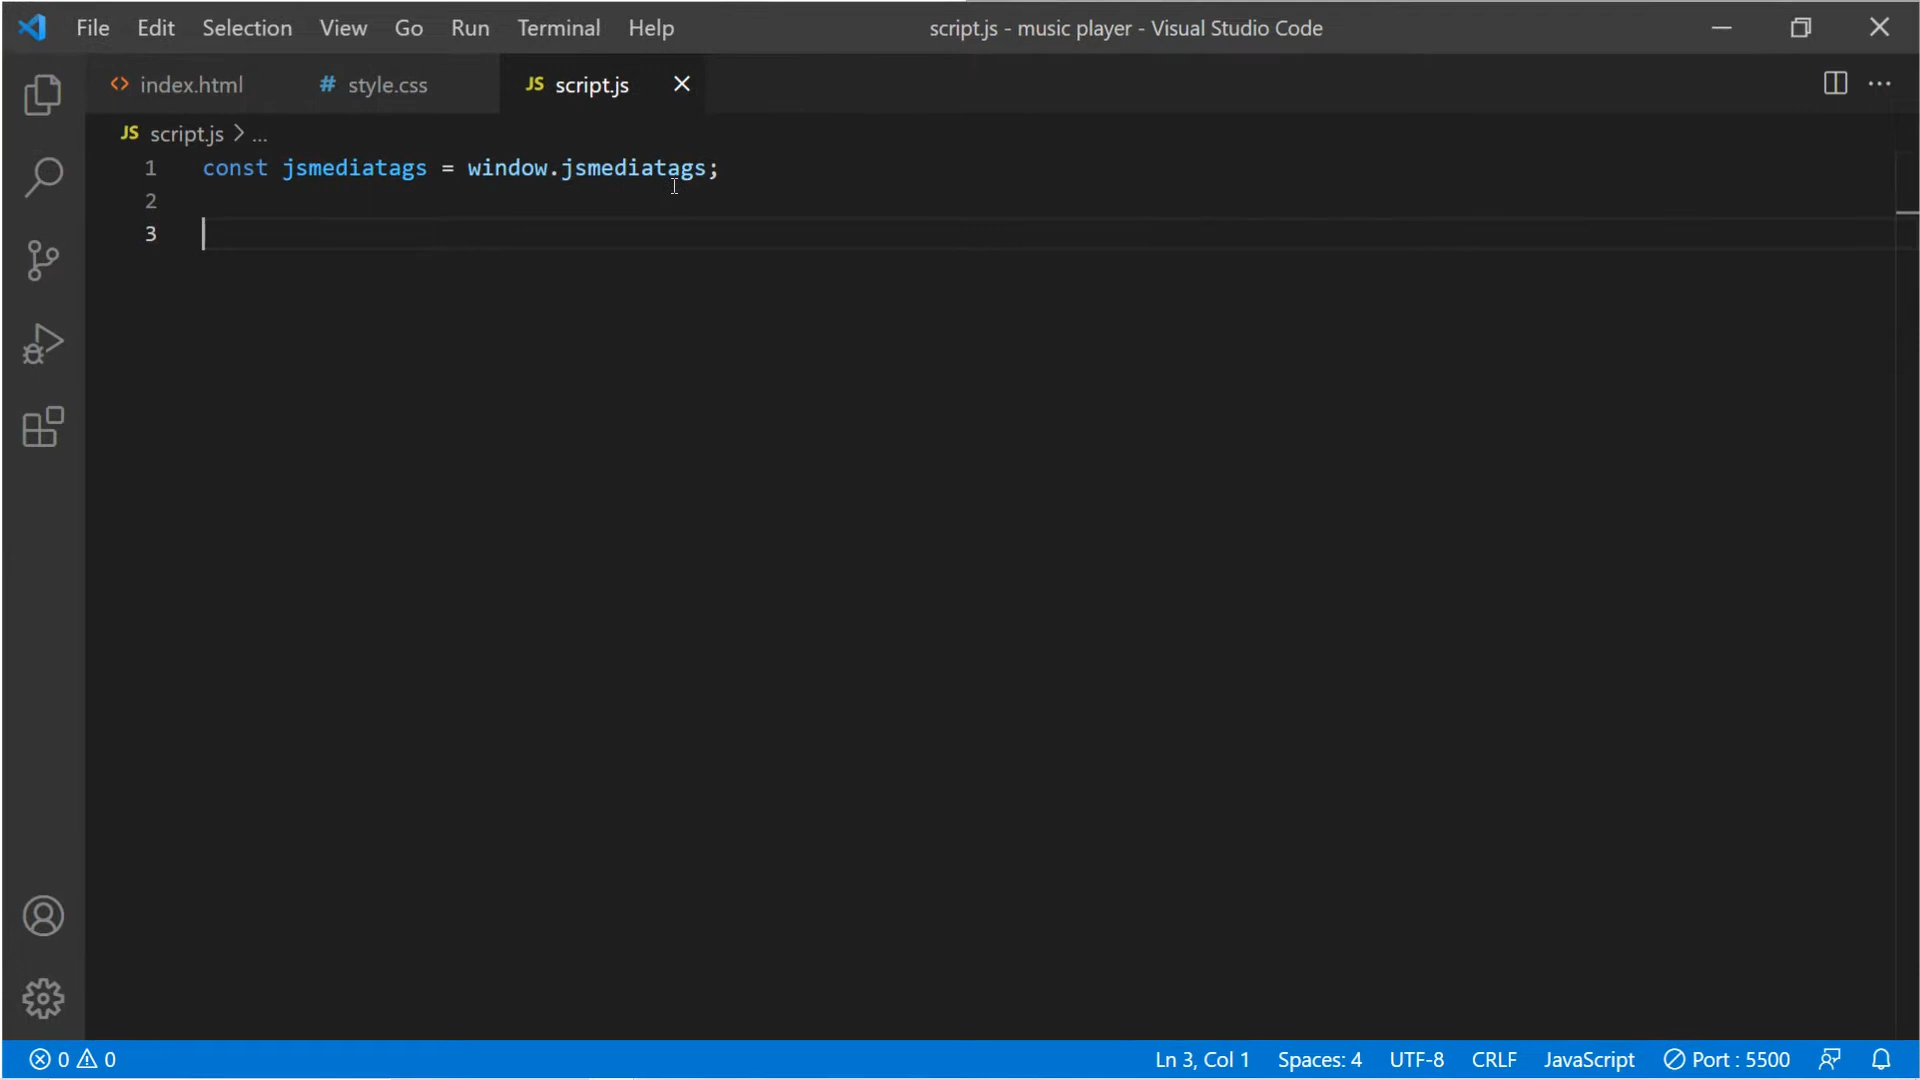 File Edit Selection View Go Run Terminal Help script.js - music player - Visual Studio Code
<> index.html # style.css JS script.js
JS script.js > ...
1 const jsmediatags = window.jsmediatags;
2
3
0 0 Ln 3, Col 1 Spaces: 4 UTF-8 CRLF JavaScript Port : 5500